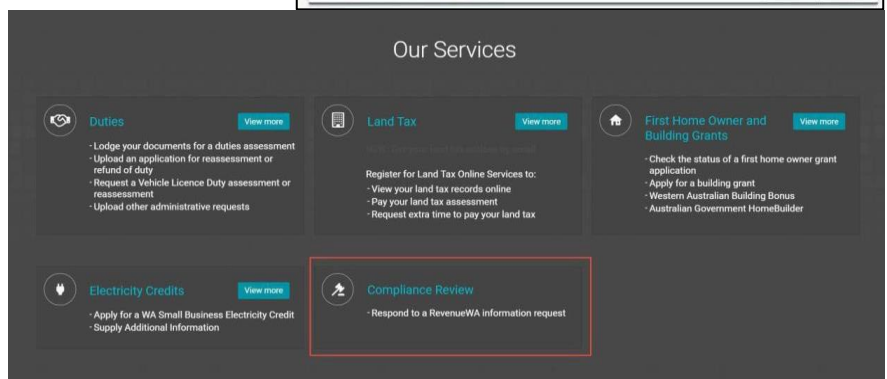 Our Services
Duties
View more
- Lodge your documents for a duties assessment
- Upload an application for reassessment or
refund of duty
- Request a Vehicle Licence Duty assessment or
reassessment
- Upload other administrative requests
Land Tax
View more
Register for Land Tax Online Services to:
- View your land tax records online
- Pay your land tax assessment
- Request extra time to pay your land tax
First Home Owner and
Building Grants
View more
- Check the status of a first home owner grant
application
- Apply for a building grant
- Western Australian Building Bonus
- Australian Government HomeBuilder
Electricity Credits
View more
- Apply for a WA Small Business Electricity Credit
- Supply Additional Information
Compliance Review
- Respond to a RevenueWA information request